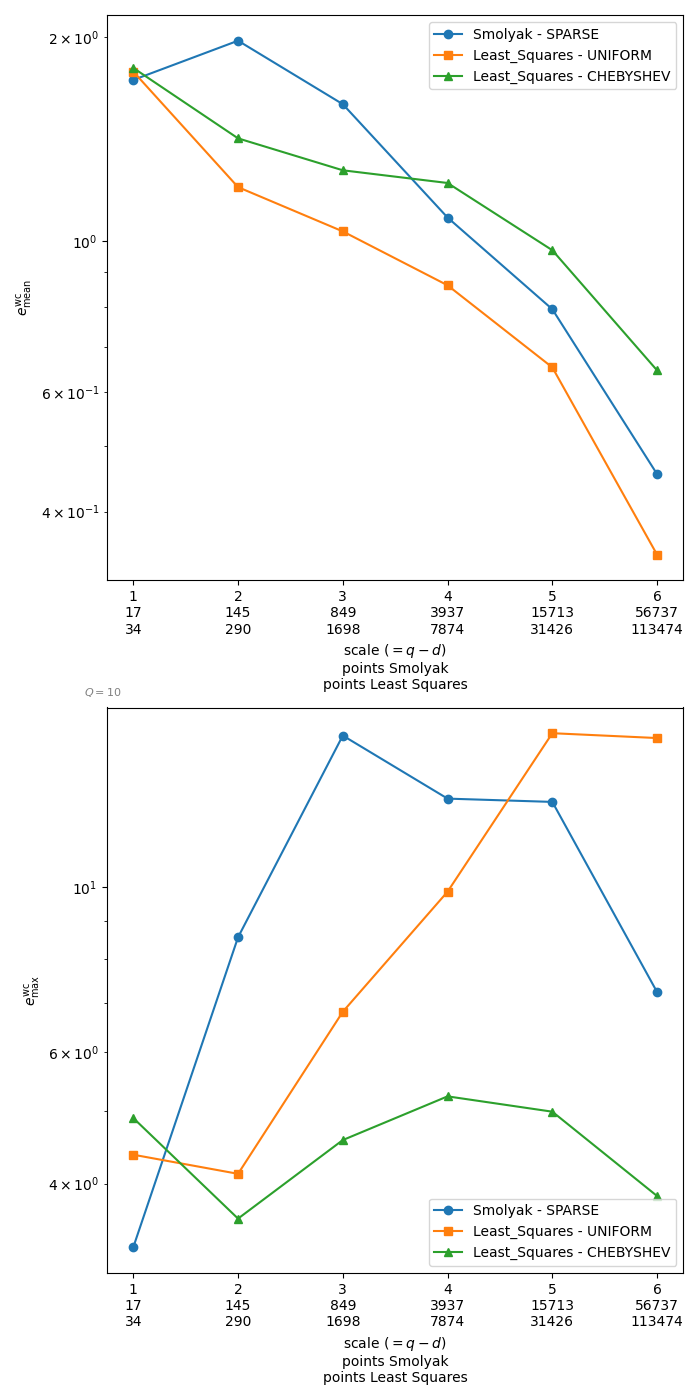 2 × 10⁰
10⁰
6 × 10⁻¹
4 × 10⁻¹
e^wc_mean
Smolyak - SPARSE
Least_Squares - UNIFORM
Least_Squares - CHEBYSHEV
1 2 3 4 5 6
17 145 849 3937 15713 56737
34 290 1698 7874 31426 113474
scale (= q − d)
points Smolyak
points Least Squares
Q = 10
10¹
6 × 10⁰
4 × 10⁰
e^wc_max
Smolyak - SPARSE
Least_Squares - UNIFORM
Least_Squares - CHEBYSHEV
1 2 3 4 5 6
17 145 849 3937 15713 56737
34 290 1698 7874 31426 113474
scale (= q − d)
points Smolyak
points Least Squares